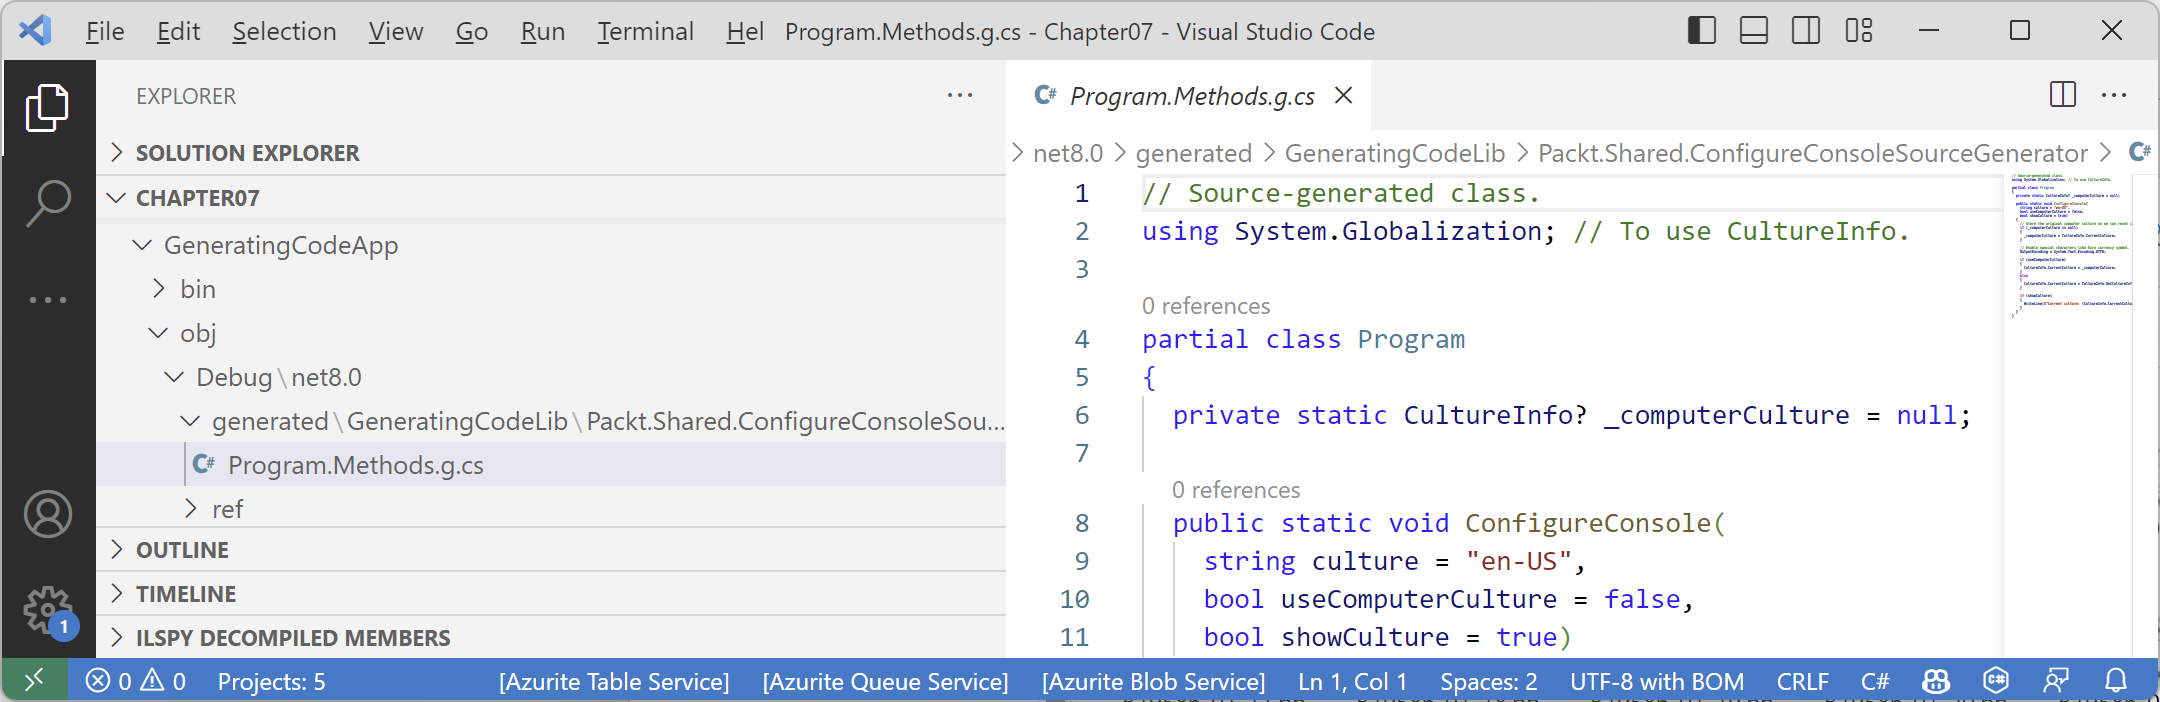 File Edit Selection View Go Run Terminal Hel Program.Methods.g.cs - Chapter07 - Visual Studio Code
EXPLORER
SOLUTION EXPLORER
CHAPTER07
GeneratingCodeApp
bin
obj
Debug\net8.0
generated\GeneratingCodeLib\Packt.Shared.ConfigureConsoleSou...
C# Program.Methods.g.cs
ref
OUTLINE
TIMELINE
ILSPY DECOMPILED MEMBERS
1
C# Program.Methods.g.cs
net8.0 > generated > GeneratingCodeLib > Packt.Shared.ConfigureConsoleSourceGenerator > C#
1 // Source-generated class.
2 using System.Globalization; // To use CultureInfo.
3
0 references
4 partial class Program
5 {
6 private static CultureInfo? _computerCulture = null;
7
0 references
8 public static void ConfigureConsole(
9 string culture = "en-US",
10 bool useComputerCulture = false,
11 bool showCulture = true)
0 0 Projects: 5 [Azurite Table Service] [Azurite Queue Service] [Azurite Blob Service] Ln 1, Col 1 Spaces: 2 UTF-8 with BOM CRLF C#